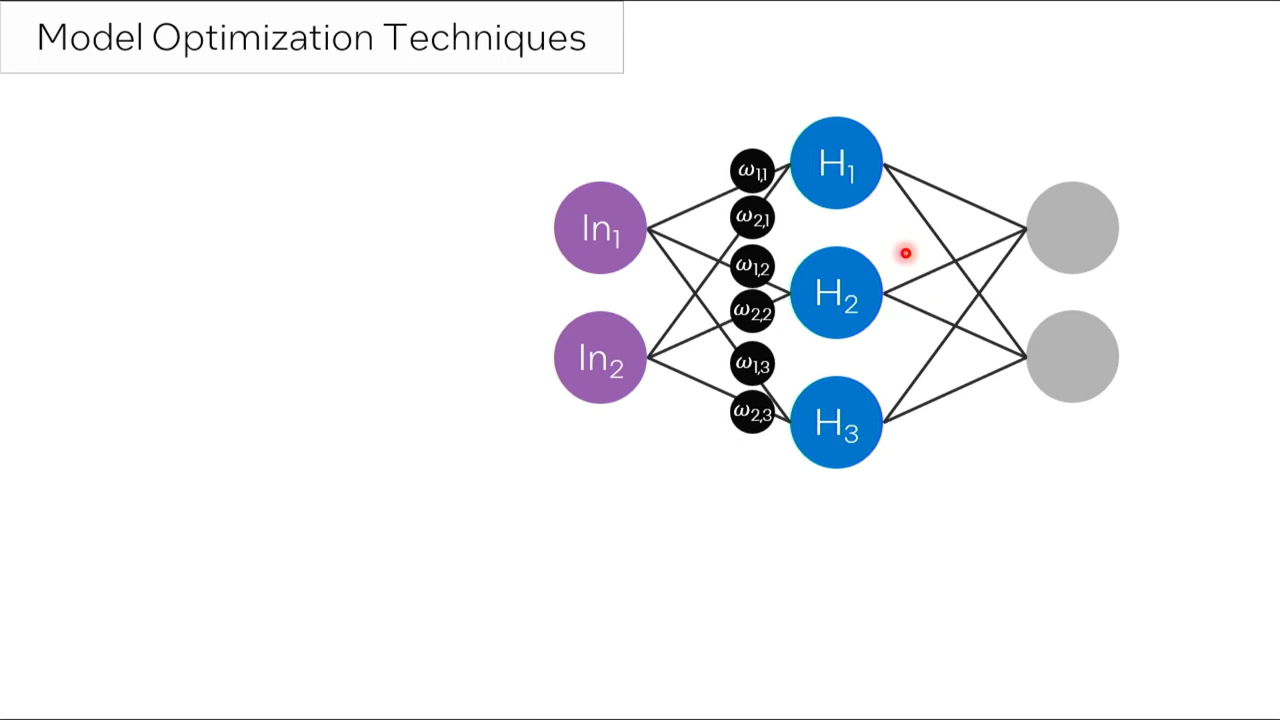 Model Optimization Techniques
In₁
In₂
ω₁,₁
ω₂,₁
ω₁,₂
ω₂,₂
ω₁,₃
ω₂,₃
H₁
H₂
H₃